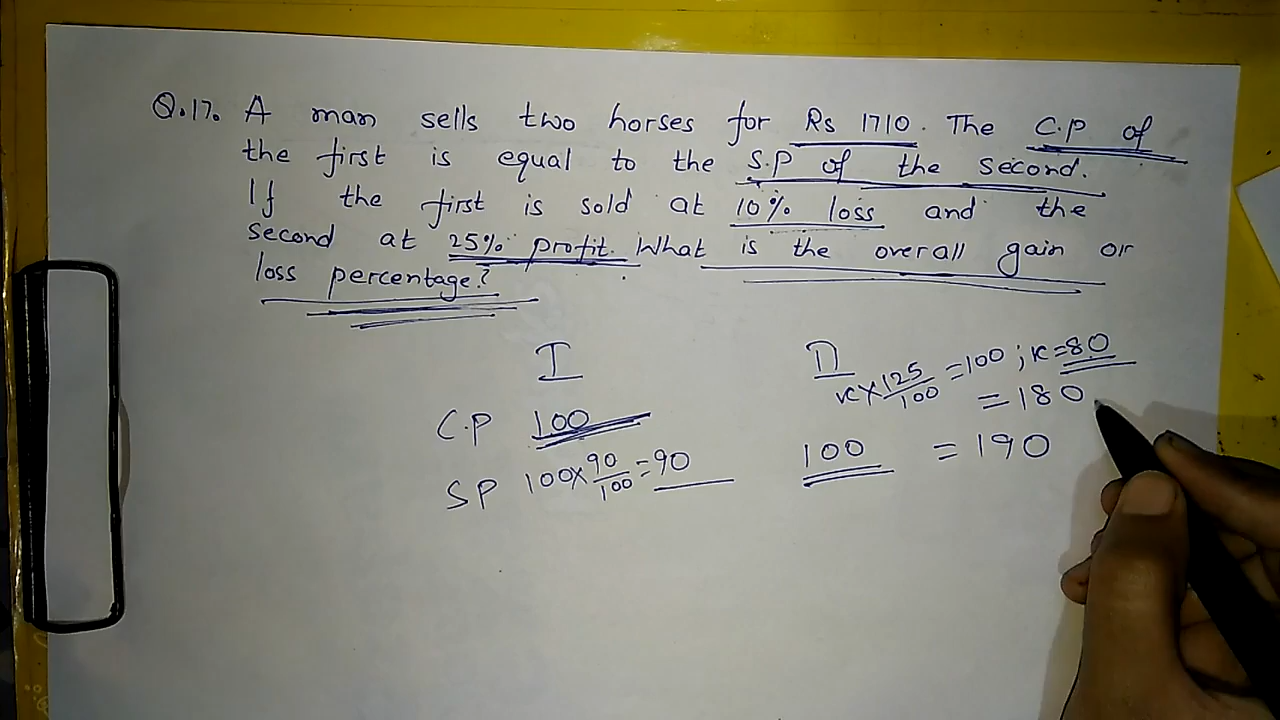 Q.17. A man sells two horses for Rs 1710. The C.P of
the first is equal to the S.P of the second.
If the first is sold at 10% loss and the
second at 25% profit. What is the overall gain or
loss percentage?
I II
x × 125/100 = 100 ; x = 80
C.P 100 = 180
SP 100 × 90/100 = 90 100 = 190